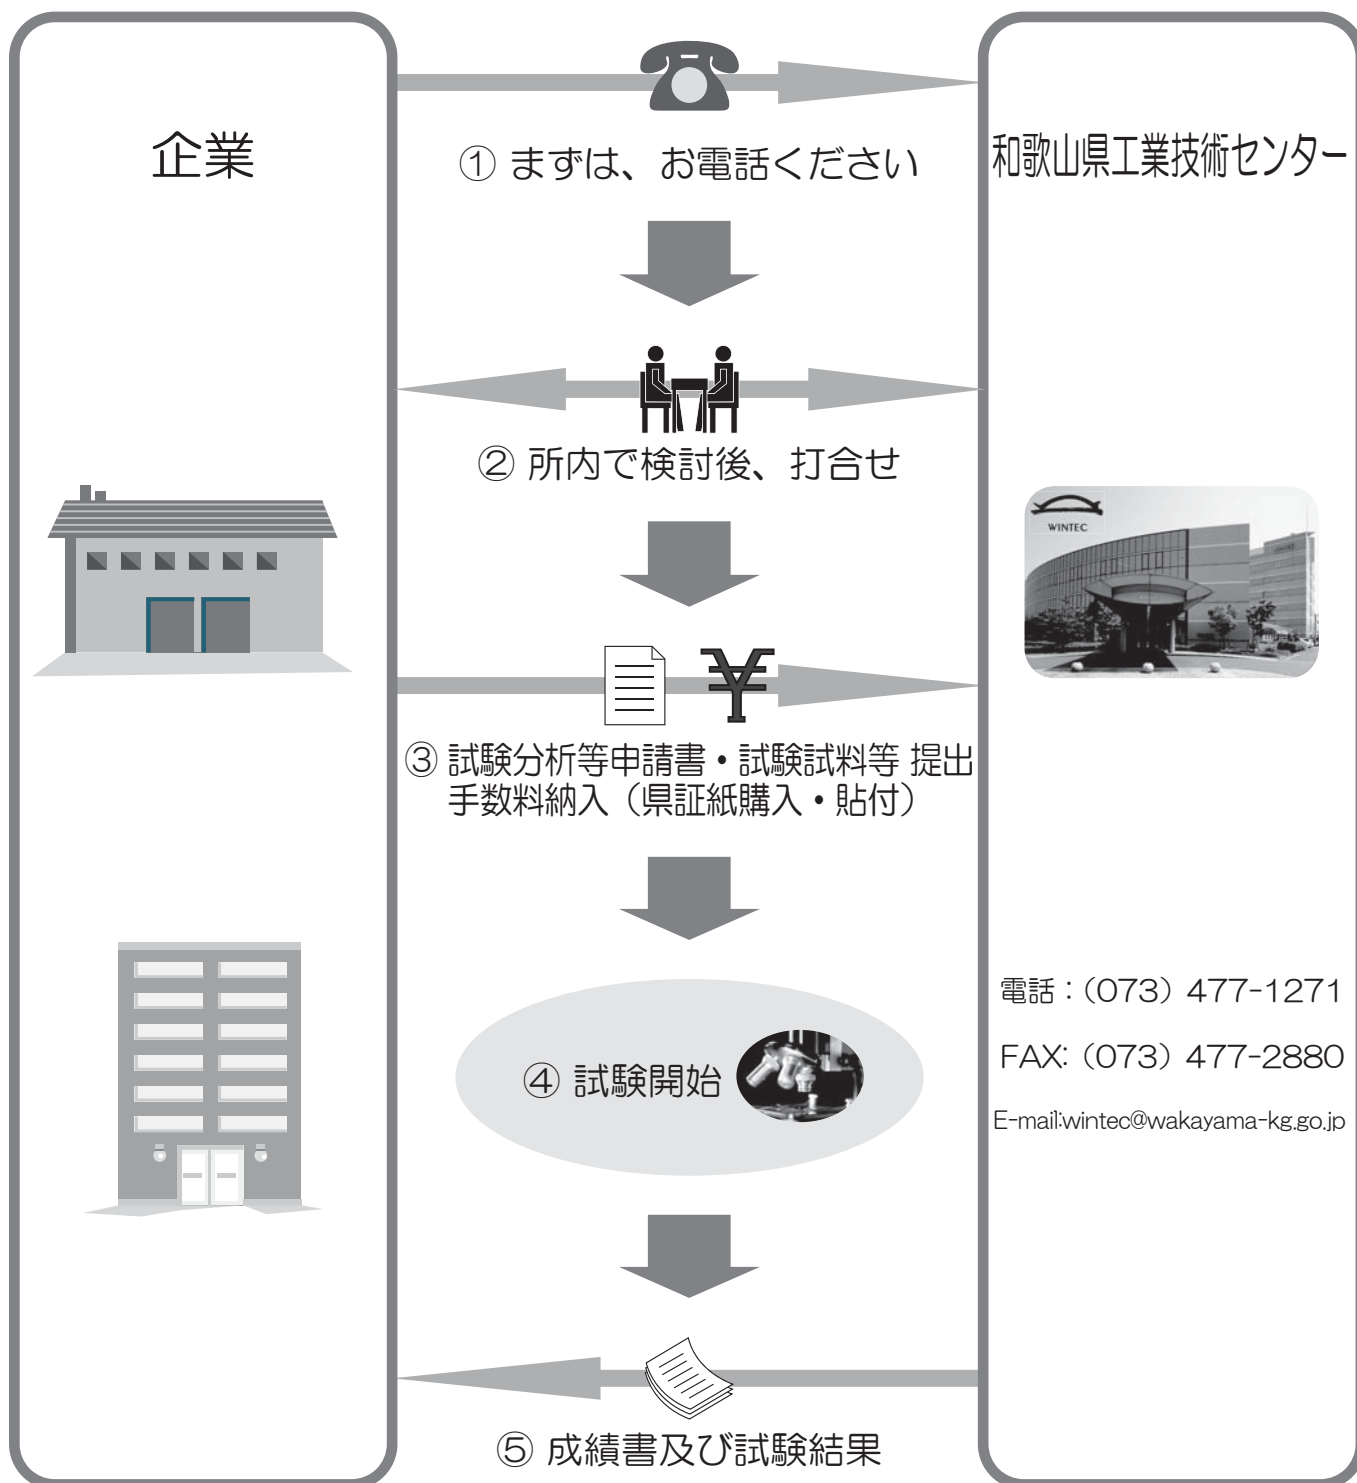 企業
① まずは、お電話ください
和歌山県工業技術センター
② 所内で検討後、打合せ
WINTEC
③ 試験分析等申請書・試験試料等 提出
手数料納入（県証紙購入・貼付）
④ 試験開始
電話：（073）477-1271
FAX:（073）477-2880
E-mail:wintec@wakayama-kg.go.jp
⑤ 成績書及び試験結果